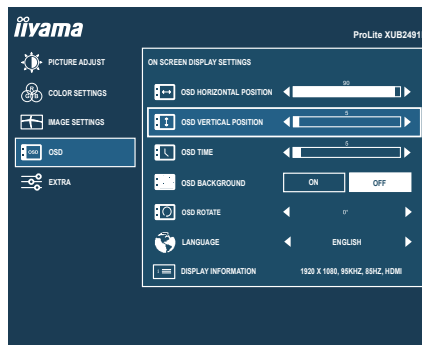 iiyama
ProLite XUB2491
PICTURE ADJUST
COLOR SETTINGS
R
G B
IMAGE SETTINGS
OSD OSD
EXTRA
ON SCREEN DISPLAY SETTINGS
OSD HORIZONTAL POSITION 90
OSD VERTICAL POSITION 5
OSD TIME 5
OSD BACKGROUND ON OFF
OSD ROTATE 0°
LANGUAGE ENGLISH
DISPLAY INFORMATION 1920 X 1080, 95KHZ, 85HZ, HDMI